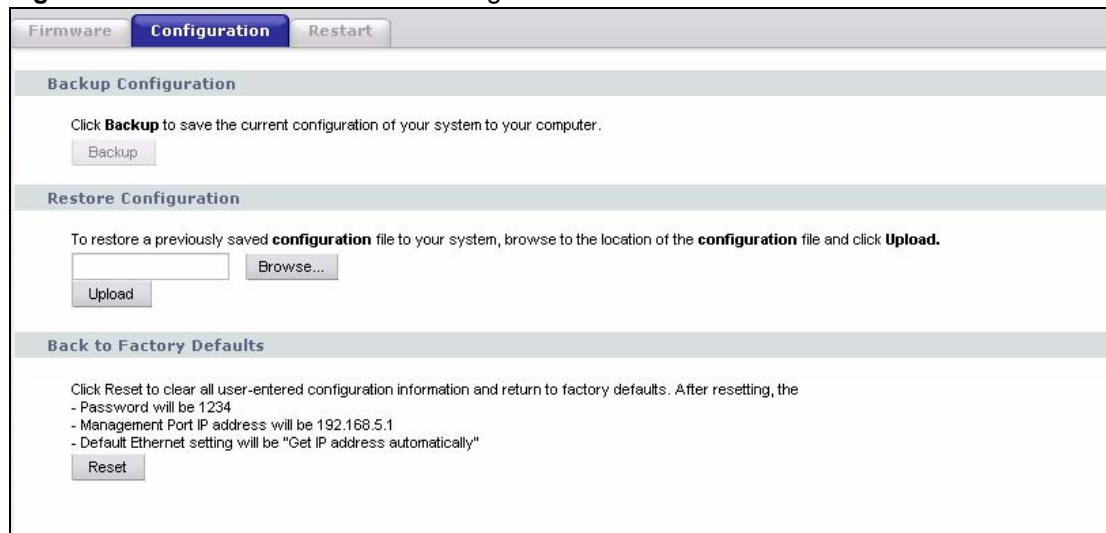 Firmware Configuration Restart
Backup Configuration
Click Backup to save the current configuration of your system to your computer.
Backup
Restore Configuration
To restore a previously saved configuration file to your system, browse to the location of the configuration file and click Upload.
Browse...
Upload
Back to Factory Defaults
Click Reset to clear all user-entered configuration information and return to factory defaults. After resetting, the
- Password will be 1234
- Management Port IP address will be 192.168.5.1
- Default Ethernet setting will be "Get IP address automatically"
Reset